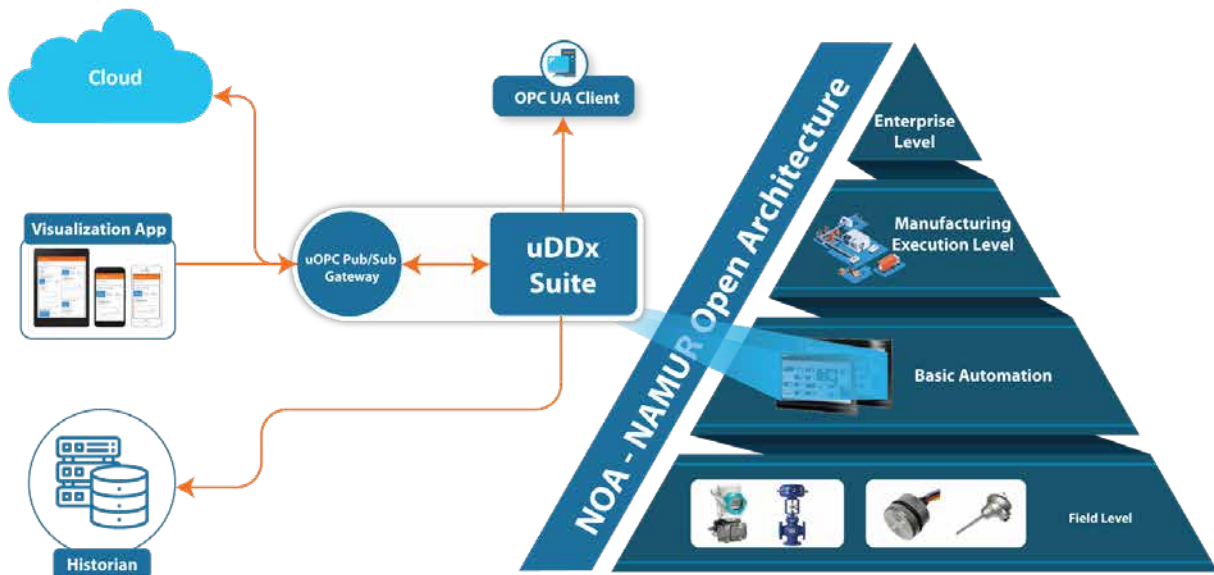 Cloud
OPC UA Client
Visualization App
uOPC Pub/Sub
Gateway
uDDx
Suite
Historian
NOA - NAMUR Open Architecture
Enterprise
Level
Manufacturing
Execution Level
Basic Automation
Field Level